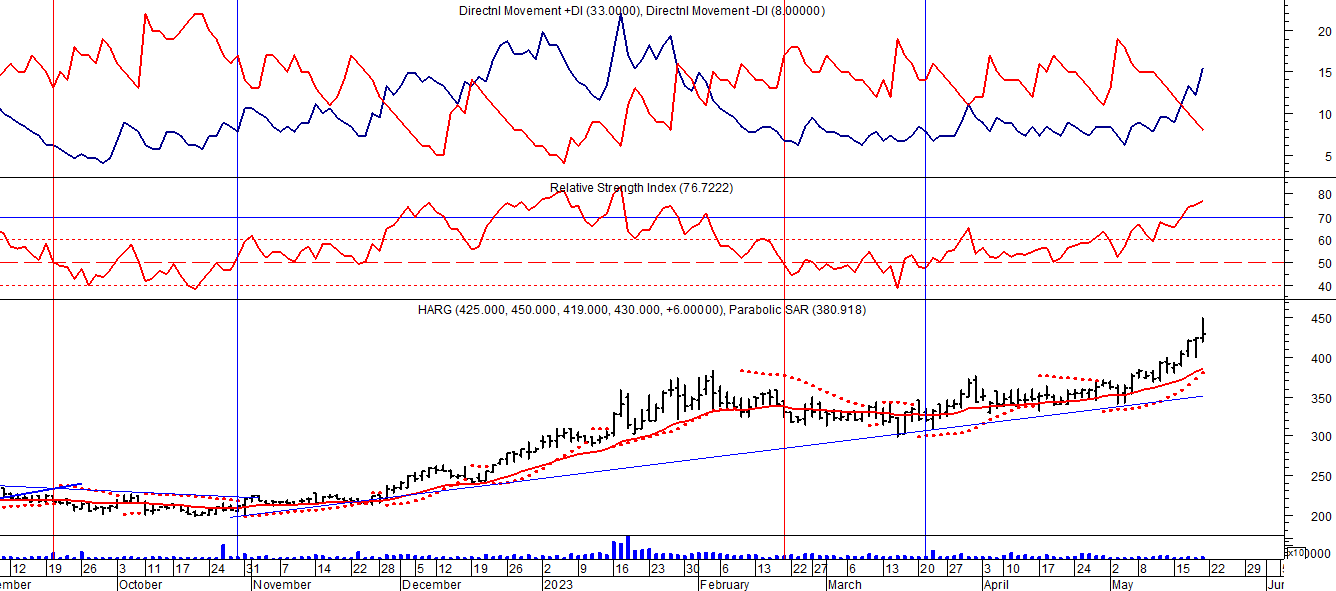 Directnl Movement +DI (33.0000), Directnl Movement -DI (8.00000)
20
15
10
5
Relative Strength Index (76.7222)
80
70
60
50
40
HARG (425.000, 450.000, 419.000, 430.000, +6.00000), Parabolic SAR (380.918)
450
400
350
300
250
200
x10 0000
12 19 26 3 11 17 24 31 7 14 22 28 5 12 19 26 2 9 16 23 30 6 13 22 27 6 13 20 27 3 10 17 24 2 8 15 22 29 5
ember October November December 2023 February March April May Jun